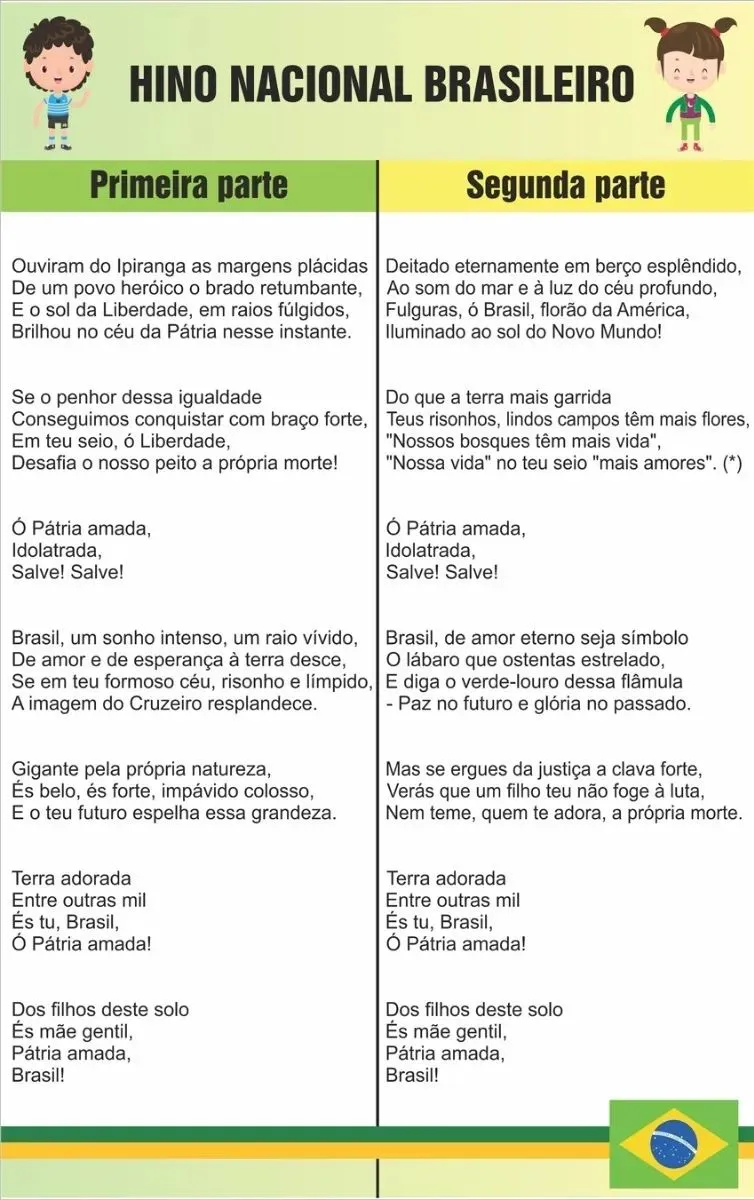 HINO NACIONAL BRASILEIRO
Primeira parte
Ouviram do Ipiranga as margens plácidas
De um povo heróico o brado retumbante,
E o sol da Liberdade, em raios fúlgidos,
Brilhou no céu da Pátria nesse instante.
Se o penhor dessa igualdade
Conseguimos conquistar com braço forte,
Em teu seio, ó Liberdade,
Desafia o nosso peito a própria morte!
Ó Pátria amada,
Idolatrada,
Salve! Salve!
Brasil, um sonho intenso, um raio vívido,
De amor e de esperança à terra desce,
Se em teu formoso céu, risonho e límpido,
A imagem do Cruzeiro resplandece.
Gigante pela própria natureza,
És belo, és forte, impávido colosso,
E o teu futuro espelha essa grandeza.
Terra adorada
Entre outras mil
És tu, Brasil,
Ó Pátria amada!
Dos filhos deste solo
És mãe gentil,
Pátria amada,
Brasil!
Segunda parte
Deitado eternamente em berço esplêndido,
Ao som do mar e à luz do céu profundo,
Fulguras, ó Brasil, florão da América,
Iluminado ao sol do Novo Mundo!
Do que a terra mais garrida
Teus risonhos, lindos campos têm mais flores,
"Nossos bosques têm mais vida",
"Nossa vida" no teu seio "mais amores". (*)
Ó Pátria amada,
Idolatrada,
Salve! Salve!
Brasil, de amor eterno seja símbolo
O lábaro que ostentas estrelado,
E diga o verde-louro dessa flâmula
- Paz no futuro e glória no passado.
Mas se ergues da justiça a clava forte,
Verás que um filho teu não foge à luta,
Nem teme, quem te adora, a própria morte.
Terra adorada
Entre outras mil
És tu, Brasil,
Ó Pátria amada!
Dos filhos deste solo
És mãe gentil,
Pátria amada,
Brasil!